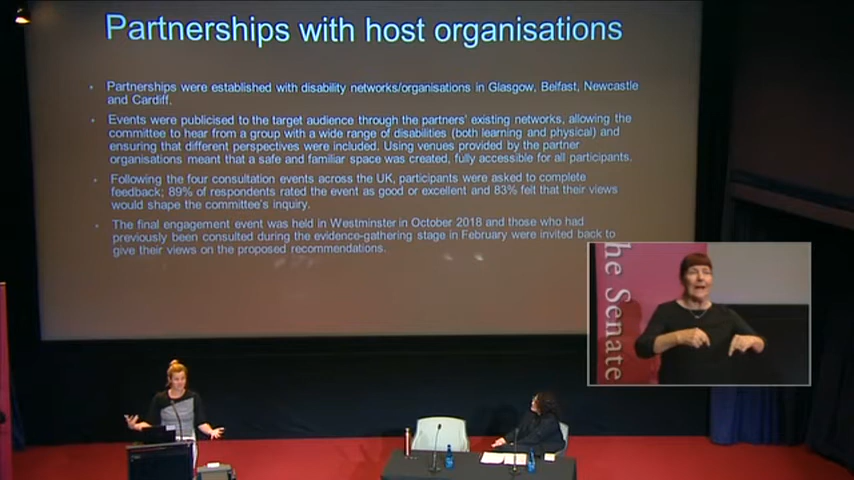 Partnerships with host organisations
• Partnerships were established with disability networks/organisations in Glasgow, Belfast, Newcastle
and Cardiff.
• Events were publicised to the target audience through the partners' existing networks, allowing the
committee to hear from a group with a wide range of disabilities (both learning and physical) and
ensuring that different perspectives were included. Using venues provided by the partner
organisations meant that a safe and familiar space was created, fully accessible for all participants.
• Following the four consultation events across the UK, participants were asked to complete
feedback; 89% of respondents rated the event as good or excellent and 83% felt that their views
would shape the committee's inquiry.
• The final engagement event was held in Westminster in October 2018 and those who had
previously been consulted during the evidence-gathering stage in February were invited back to
give their views on the proposed recommendations.
he Senate